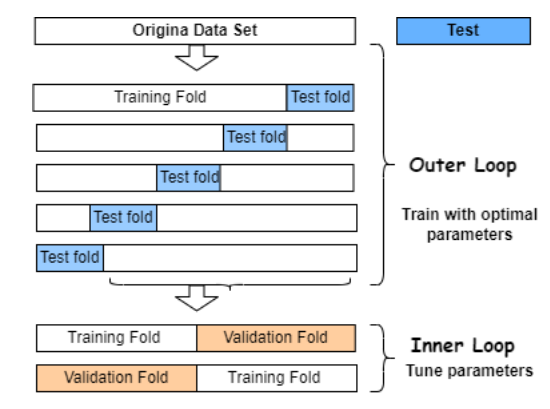 Origina Data Set
Test
Training Fold
Test fold
Test fold
Test fold
Test fold
Test fold
Outer Loop
Train with optimal
parameters
Training Fold
Validation Fold
Validation Fold
Training Fold
Inner Loop
Tune parameters